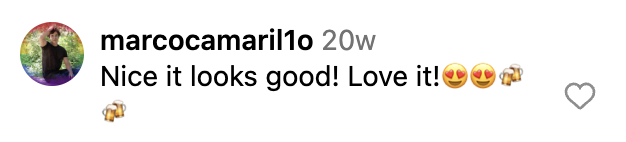 marcocamaril1o 20w
Nice it looks good! Love it!😍😍🍻
🍻